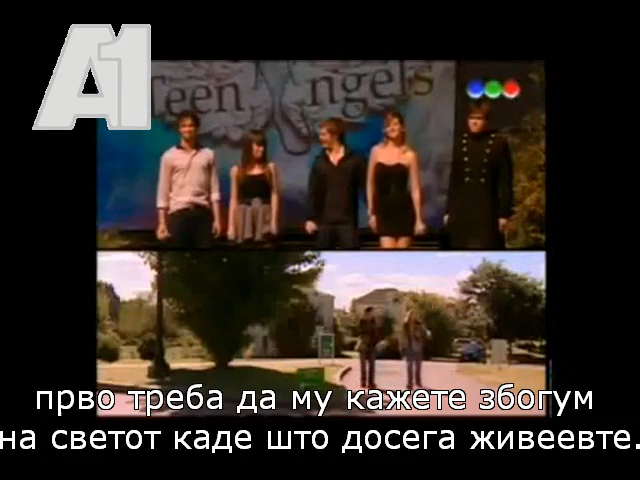 A1
Teen Angels
прво треба да му кажете збогум
на светот каде што досега живеевте.